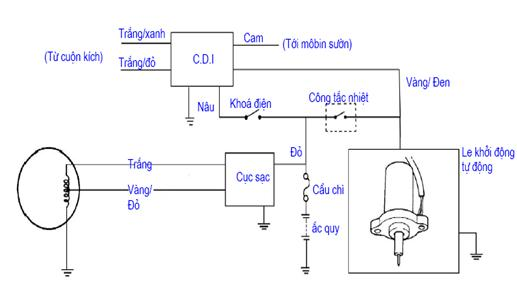 Trắng/xanh
Cam
(Từ cuộn kích)
C.D.I
(Tới môbin sườn)
Trắng/đỏ
Vàng/ Đen
Nâu
Khoá điện
Công tắc nhiệt
Đỏ
Le khởi động
tự động
Trắng
Vàng/
Đỏ
Cục sạc
Cầu chì
ắc quy